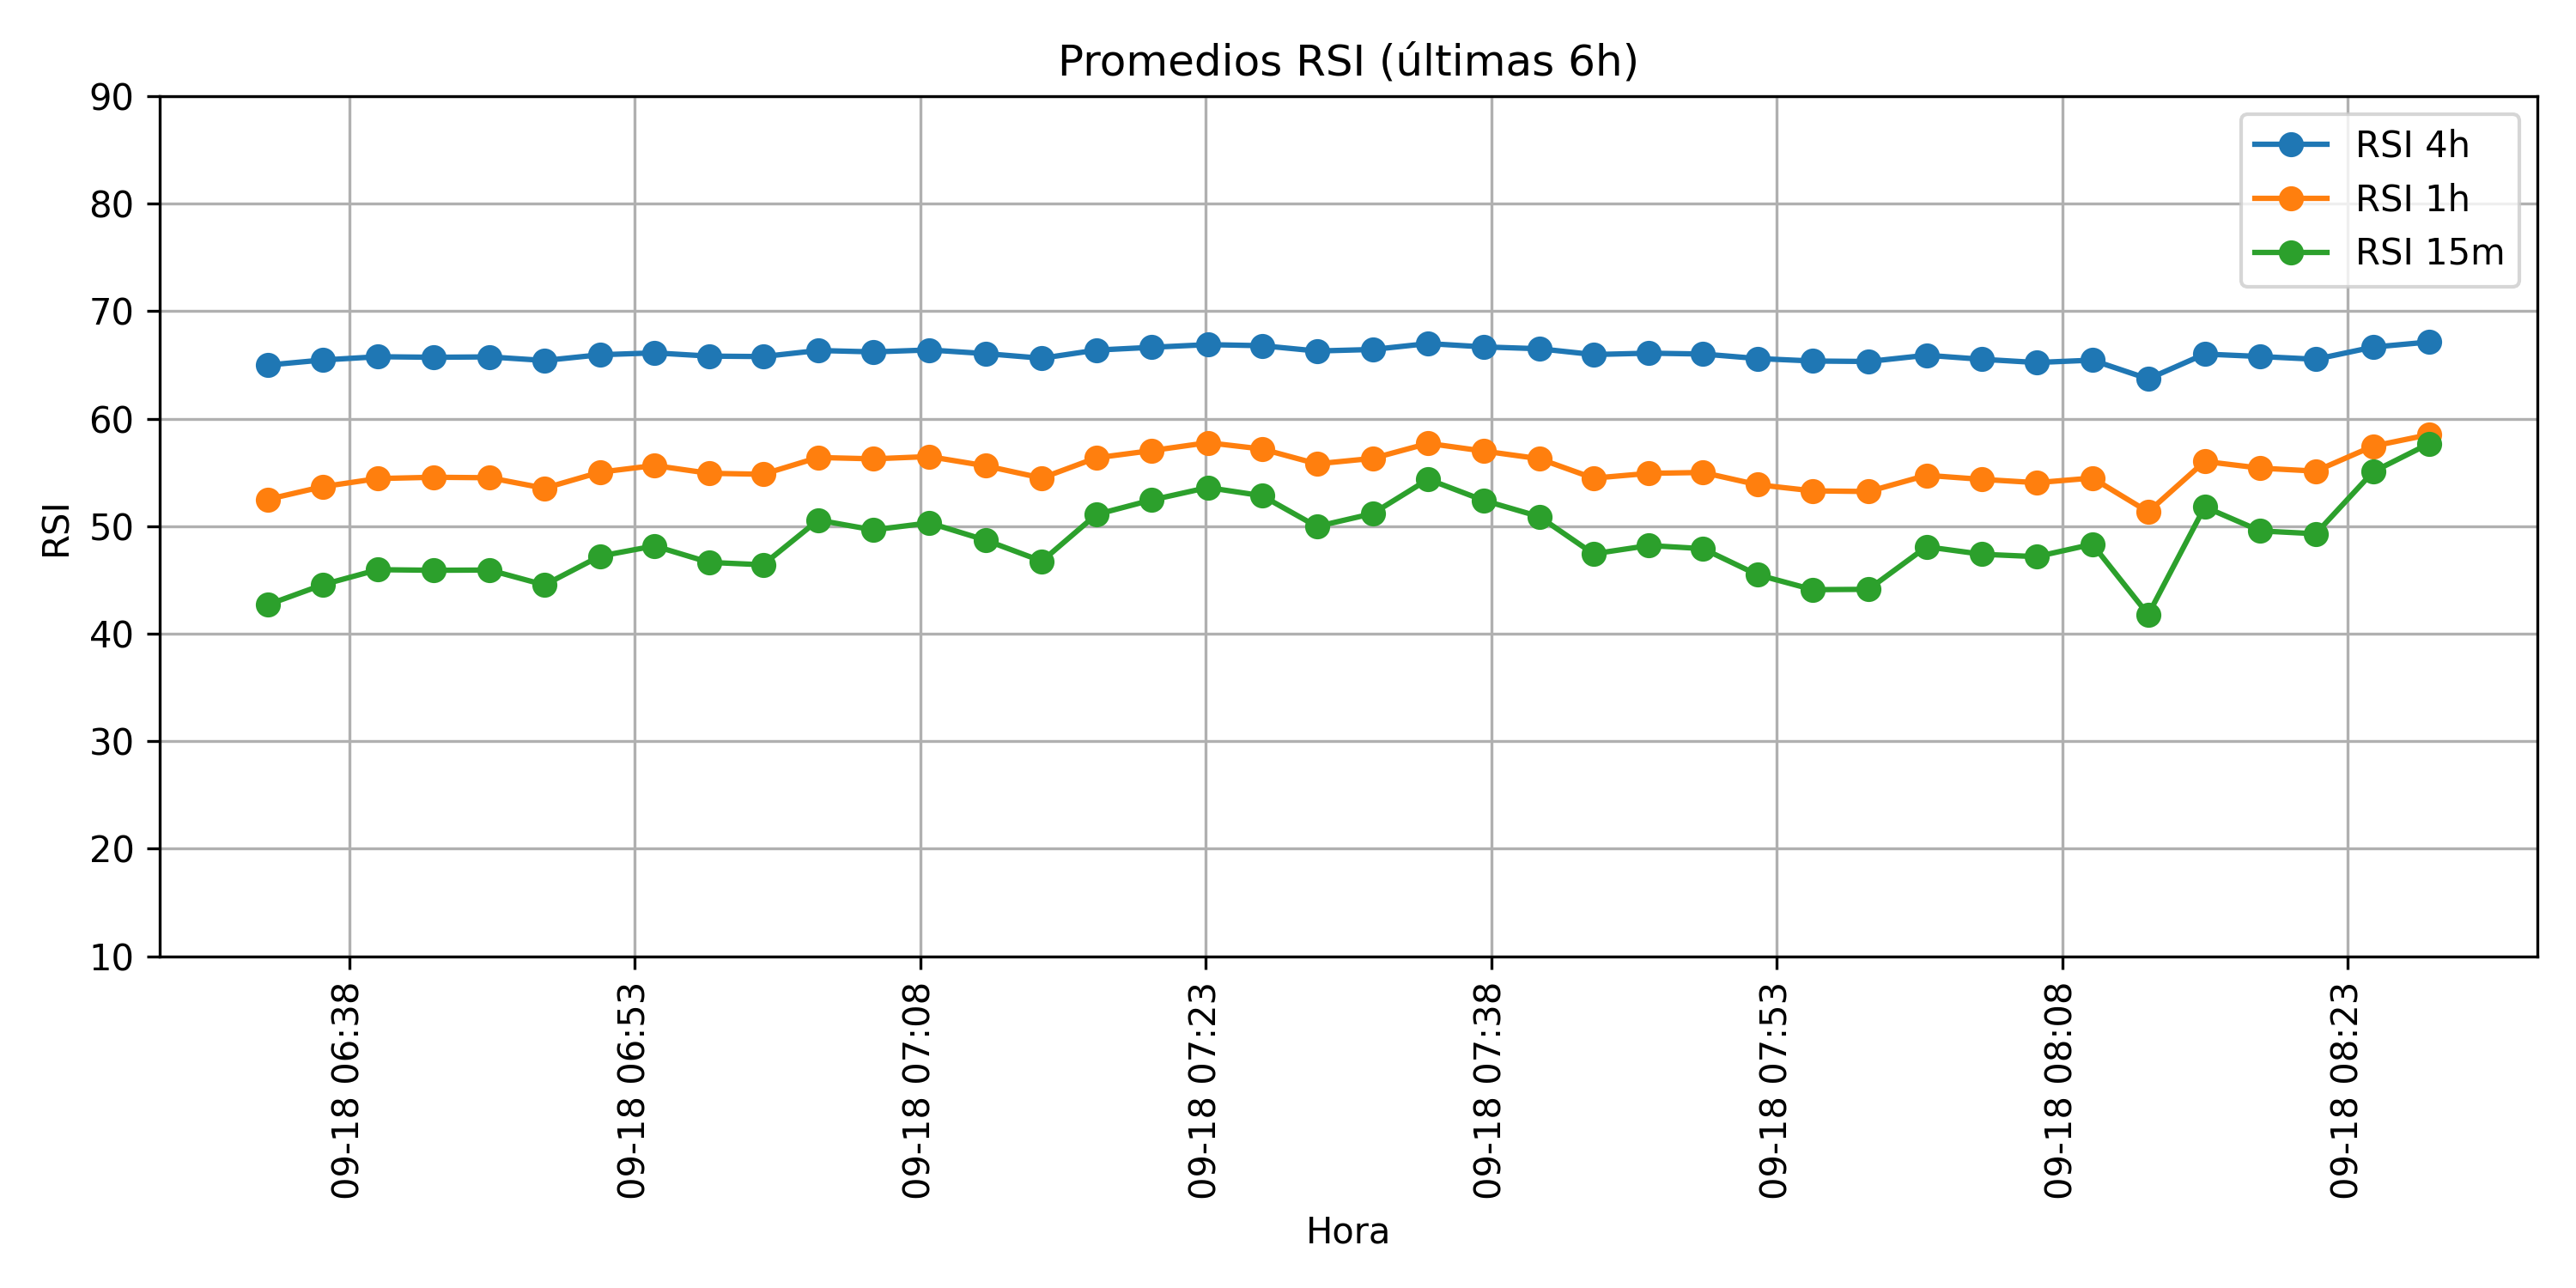 Promedios RSI (últimas 6h)
RSI 4h
RSI 1h
RSI 15m
90
80
70
60
50
40
30
20
10
RSI
09-18 06:38
09-18 06:53
09-18 07:08
09-18 07:23
09-18 07:38
09-18 07:53
09-18 08:08
09-18 08:23
Hora